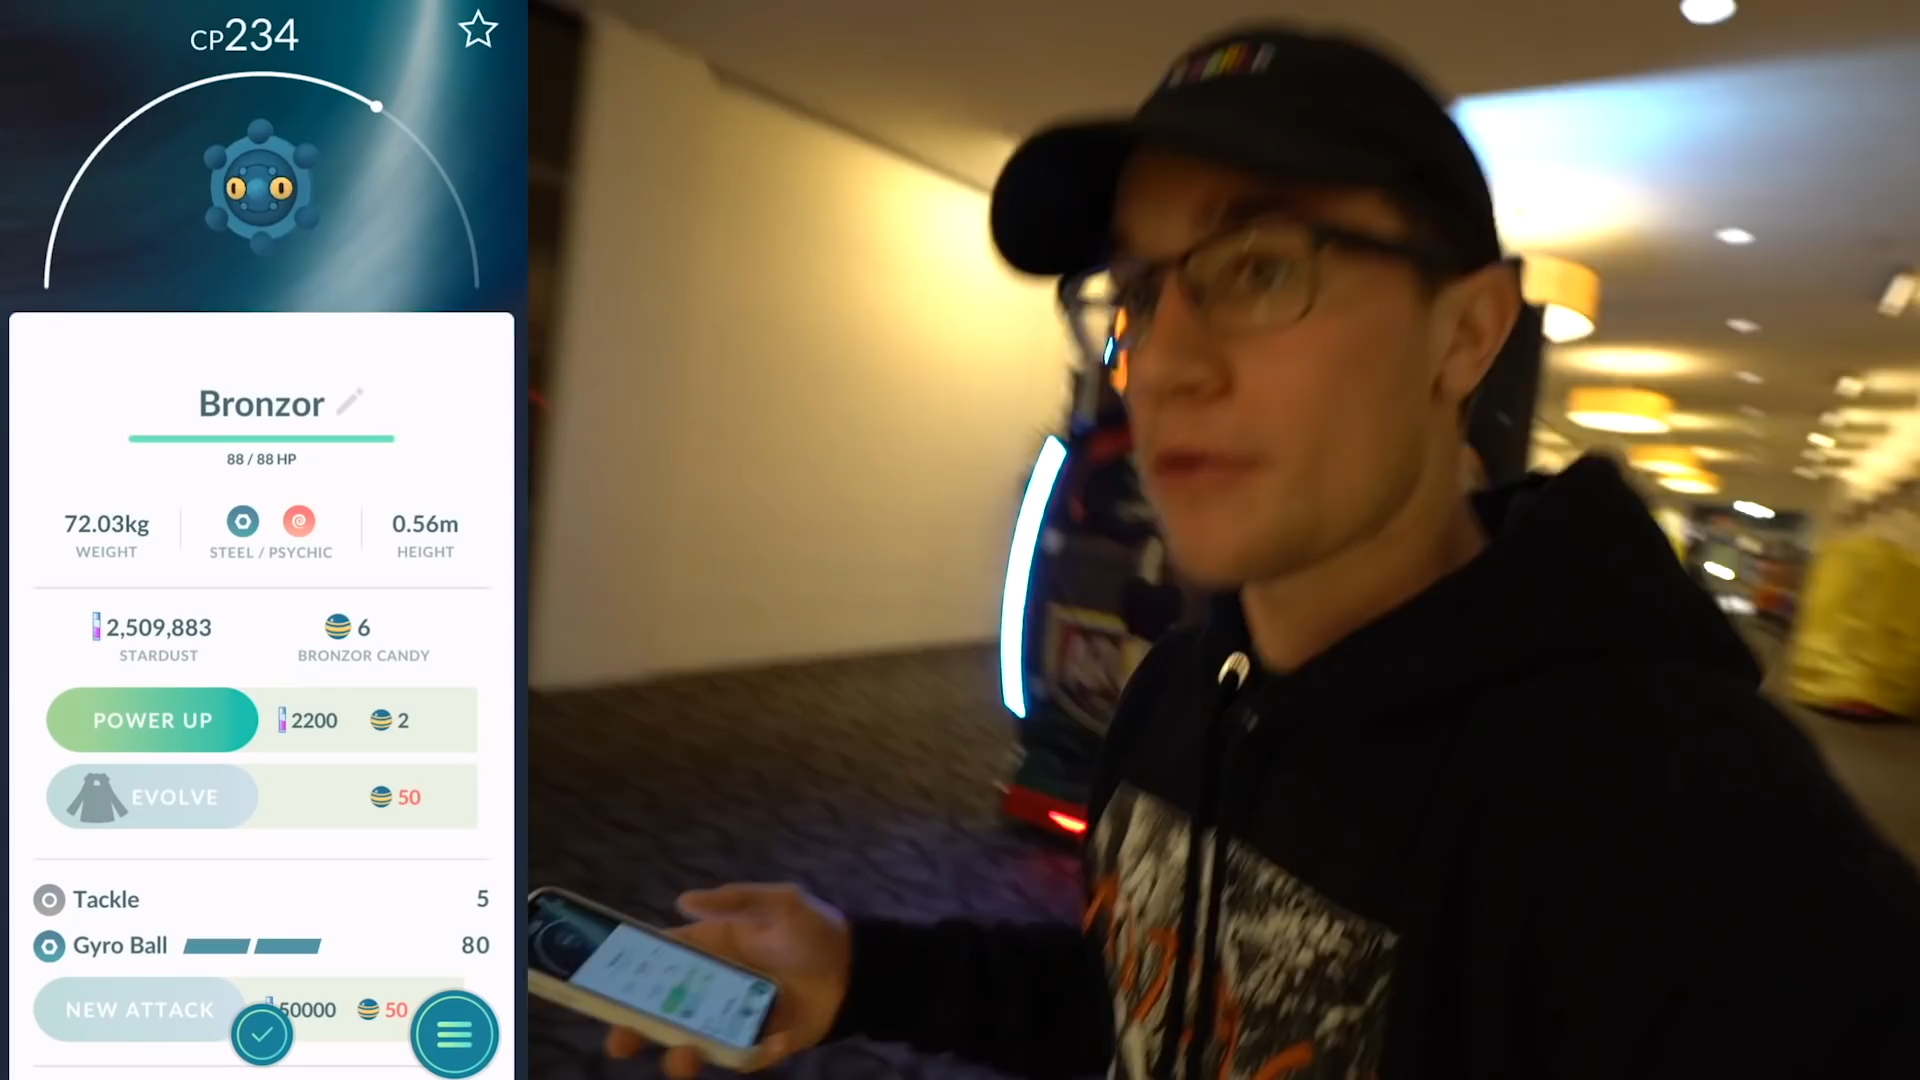 CP234
Bronzor
88 / 88 HP
72.03kg
WEIGHT
STEEL / PSYCHIC
0.56m
HEIGHT
2,509,883
STARDUST
6
BRONZOR CANDY
POWER UP
2200
2
EVOLVE
50
Tackle
5
Gyro Ball
80
NEW ATTACK
50000
50